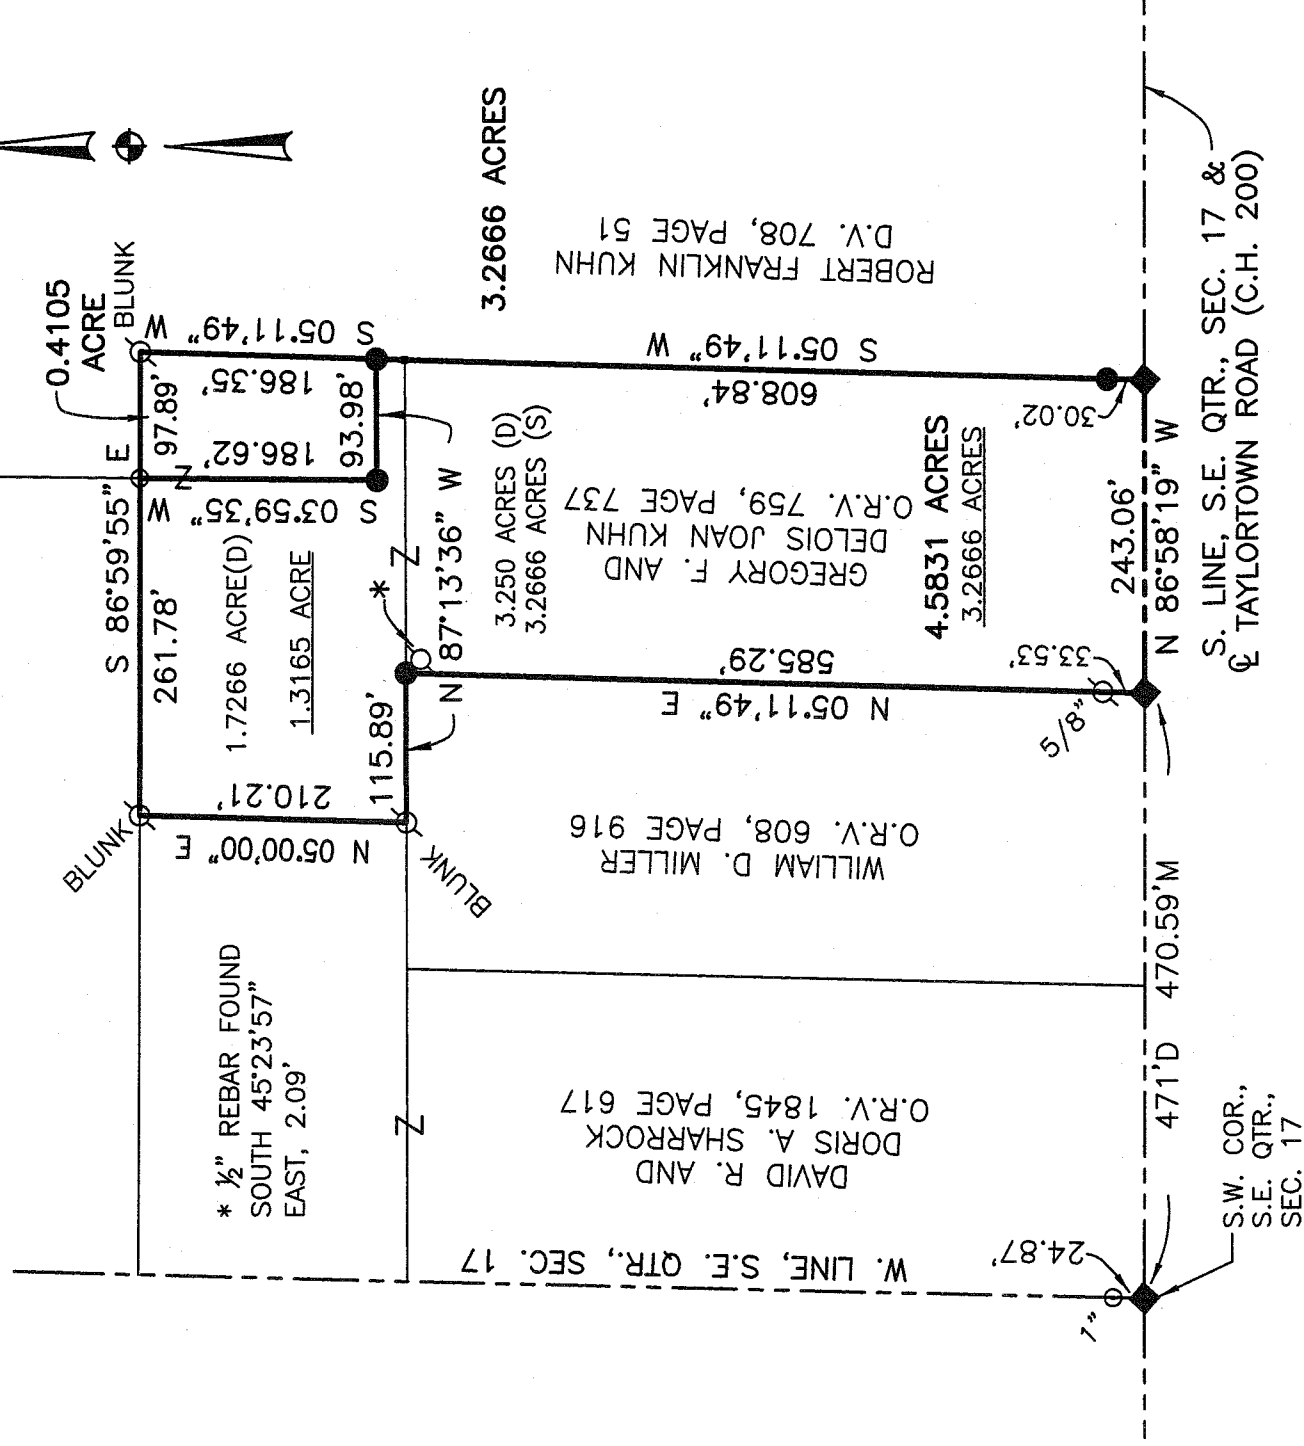 0.4105
ACRE
BLUNK
S 86°59'55" E
261.78'
97.89'
S 05°11'49" W
186.35'
186.62'
S 03°59'35" W
93.98'
Z
1.7266 ACRE(D)
1.3165 ACRE
BLUNK
N 05°00'00" E
210.21'
BLUNK
115.89'
N 87°13'36" W
*
Z
3.2666 ACRES
3.250 ACRES (D)
3.2666 ACRES (S)
ROBERT FRANKLIN KUHN
D.V. 708, PAGE 51
S 05°11'49" W
608.84'
GREGORY F. AND
DELOIS JOAN KUHN
O.R.V. 759, PAGE 737
4.5831 ACRES
3.2666 ACRES
30.02'
243.06'
N 86°58'19" W
N 05°11'49" E
585.29'
33.53'
5/8"
S. LINE, S.E. QTR., SEC. 17 &
℄ TAYLORTOWN ROAD (C.H. 200)
WILLIAM D. MILLER
O.R.V. 608, PAGE 916
* ½" REBAR FOUND
SOUTH 45°23'57"
EAST, 2.09'
Z
DAVID R. AND
DORIS A. SHARROCK
O.R.V. 1845, PAGE 617
471'D 470.59'M
W. LINE, S.E. QTR., SEC. 17
24.87'
1"
S.W. COR.,
S.E. QTR.,
SEC. 17